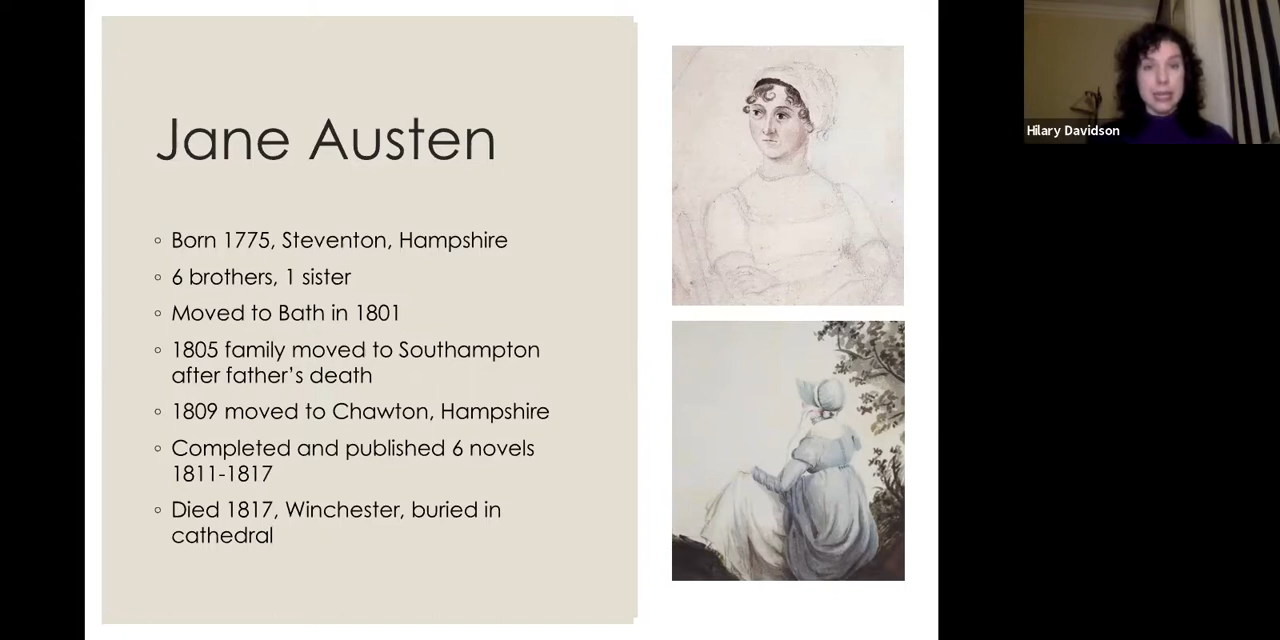 Jane Austen
Born 1775, Steventon, Hampshire
6 brothers, 1 sister
Moved to Bath in 1801
1805 family moved to Southampton
after father’s death
1809 moved to Chawton, Hampshire
Completed and published 6 novels
1811-1817
Died 1817, Winchester, buried in
cathedral
Hilary Davidson